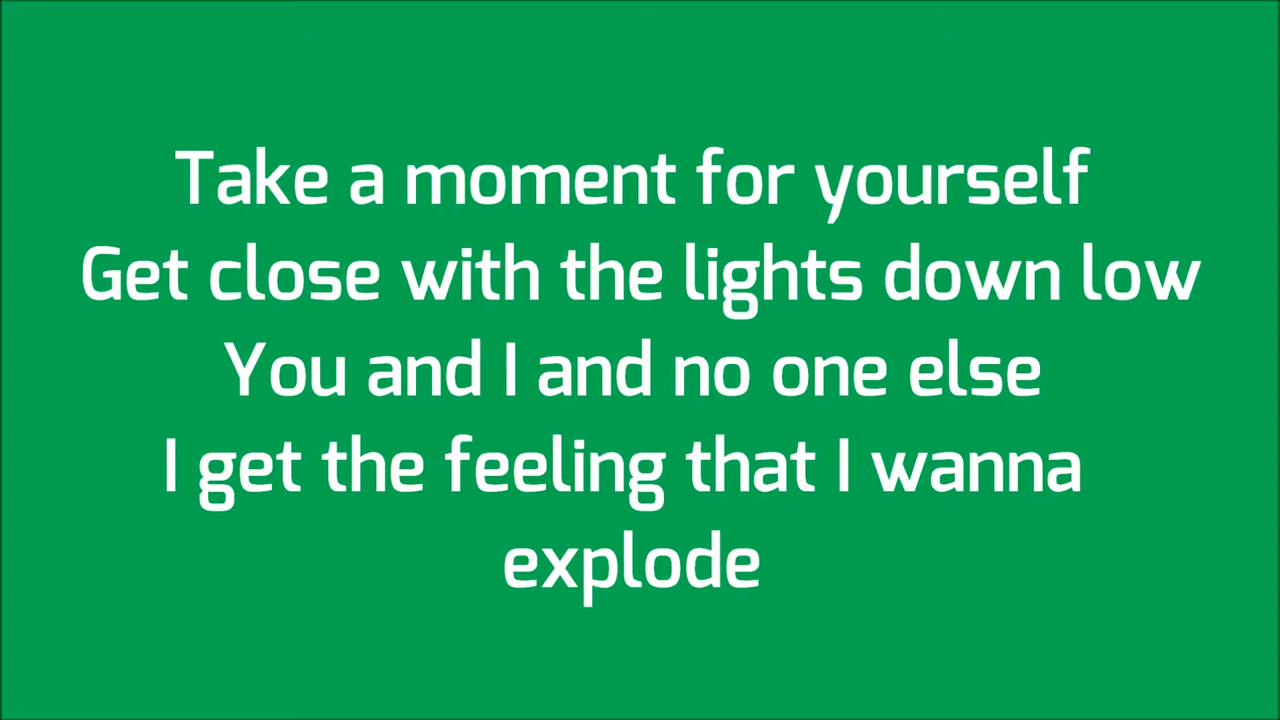 Take a moment for yourself
Get close with the lights down low
You and I and no one else
I get the feeling that I wanna
explode